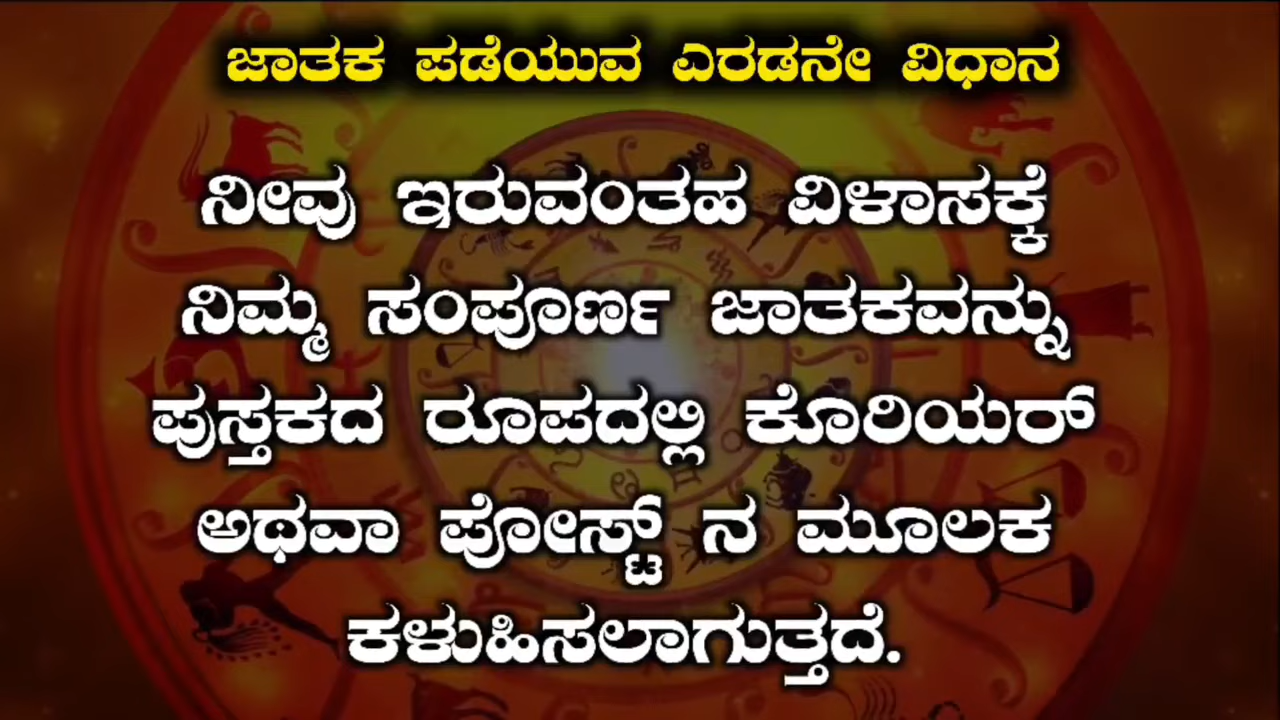 ಜಾತಕ ಪಡೆಯುವ ಎರಡನೇ ವಿಧಾನ
ನೀವು ಇರುವಂತಹ ವಿಳಾಸಕ್ಕೆ
ನಿಮ್ಮ ಸಂಪೂರ್ಣ ಜಾತಕವನ್ನು
ಪುಸ್ತಕದ ರೂಪದಲ್ಲಿ ಕೊರಿಯರ್
ಅಥವಾ ಪೋಸ್ಟ್ ನ ಮೂಲಕ
ಕಳುಹಿಸಲಾಗುತ್ತದೆ.